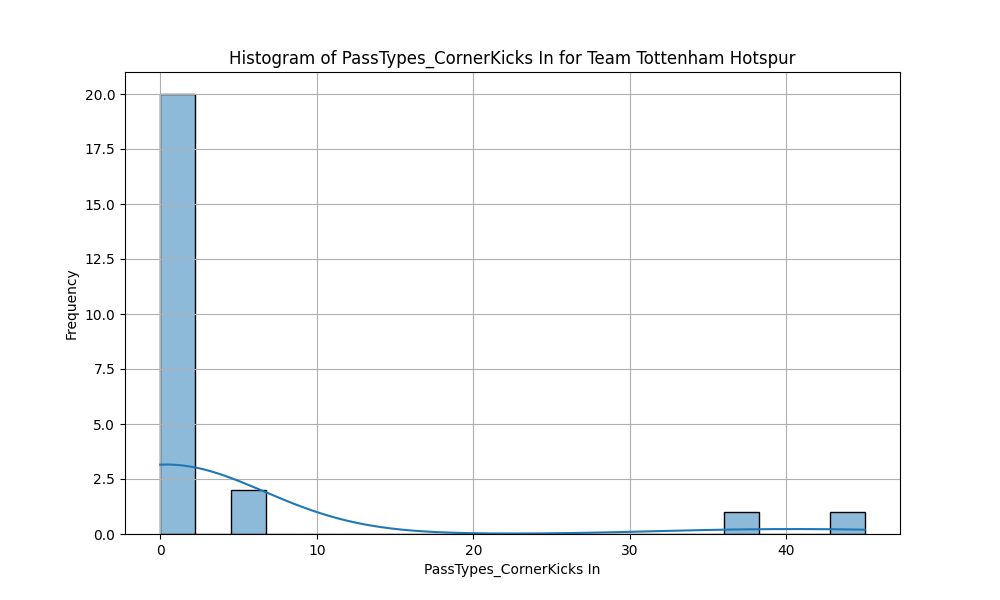 Histogram of PassTypes_CornerKicks In for Team Tottenham Hotspur
20.0
17.5
15.0
12.5
10.0
7.5
5.0
2.5
0.0
Frequency
0 10 20 30 40
PassTypes_CornerKicks In